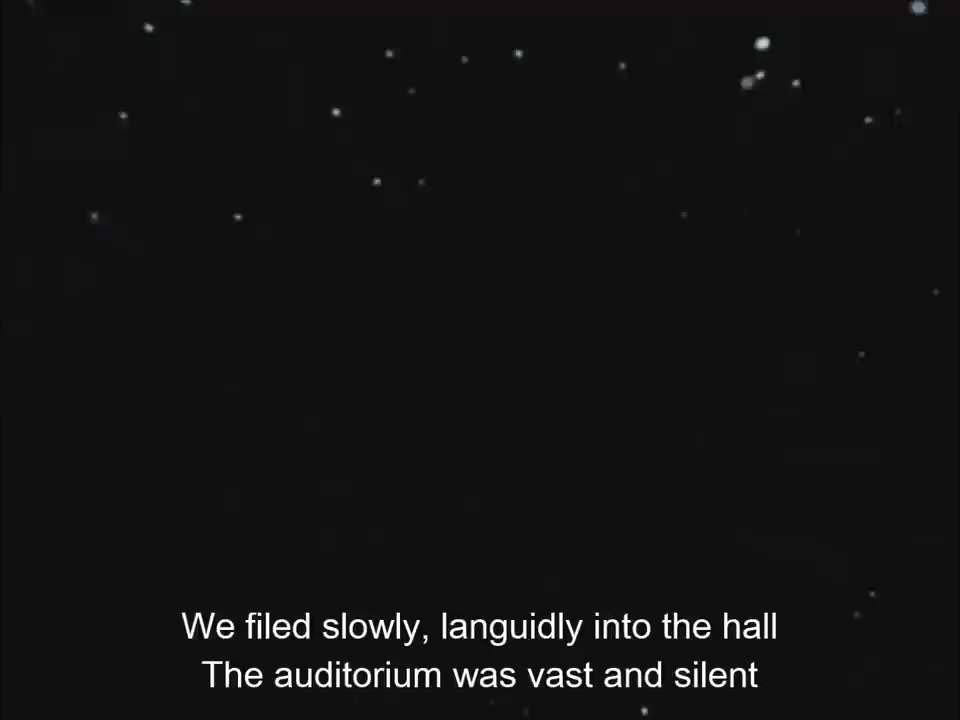 We filed slowly, languidly into the hall
The auditorium was vast and silent